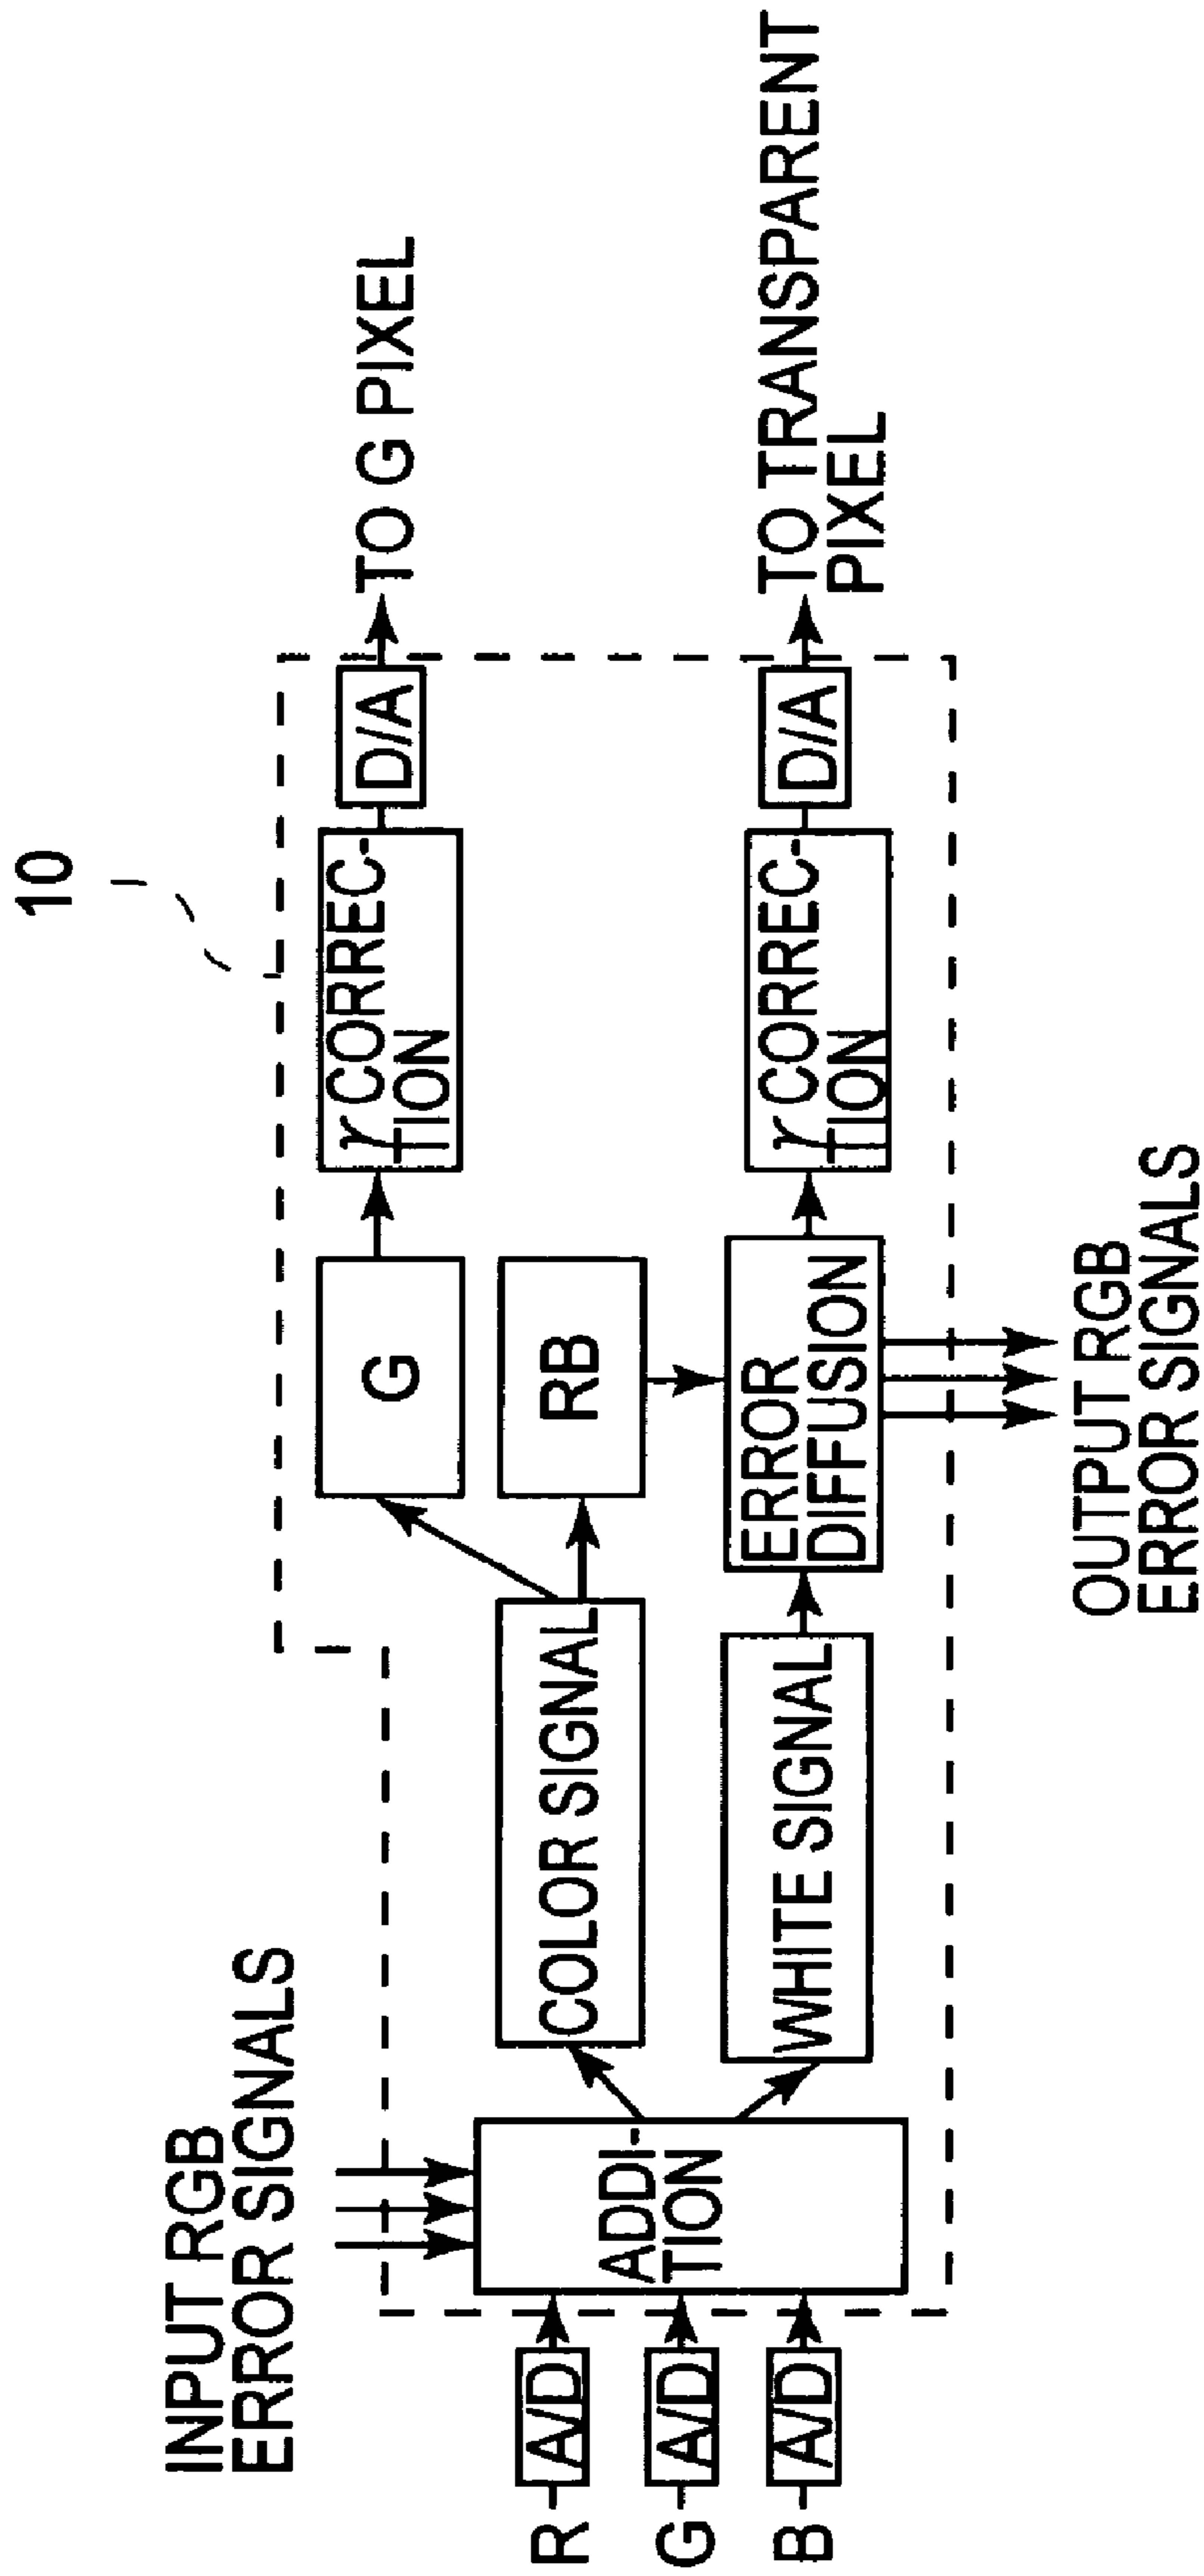 10
INPUT RGB
ERROR SIGNALS
R
A/D
G
A/D
B
A/D
ADDI-
TION
COLOR SIGNAL
WHITE SIGNAL
G
RB
ERROR
DIFFUSION
γ CORREC-
TION
γ CORREC-
TION
D/A
D/A
TO G PIXEL
TO TRANSPARENT
PIXEL
OUTPUT RGB
ERROR SIGNALS